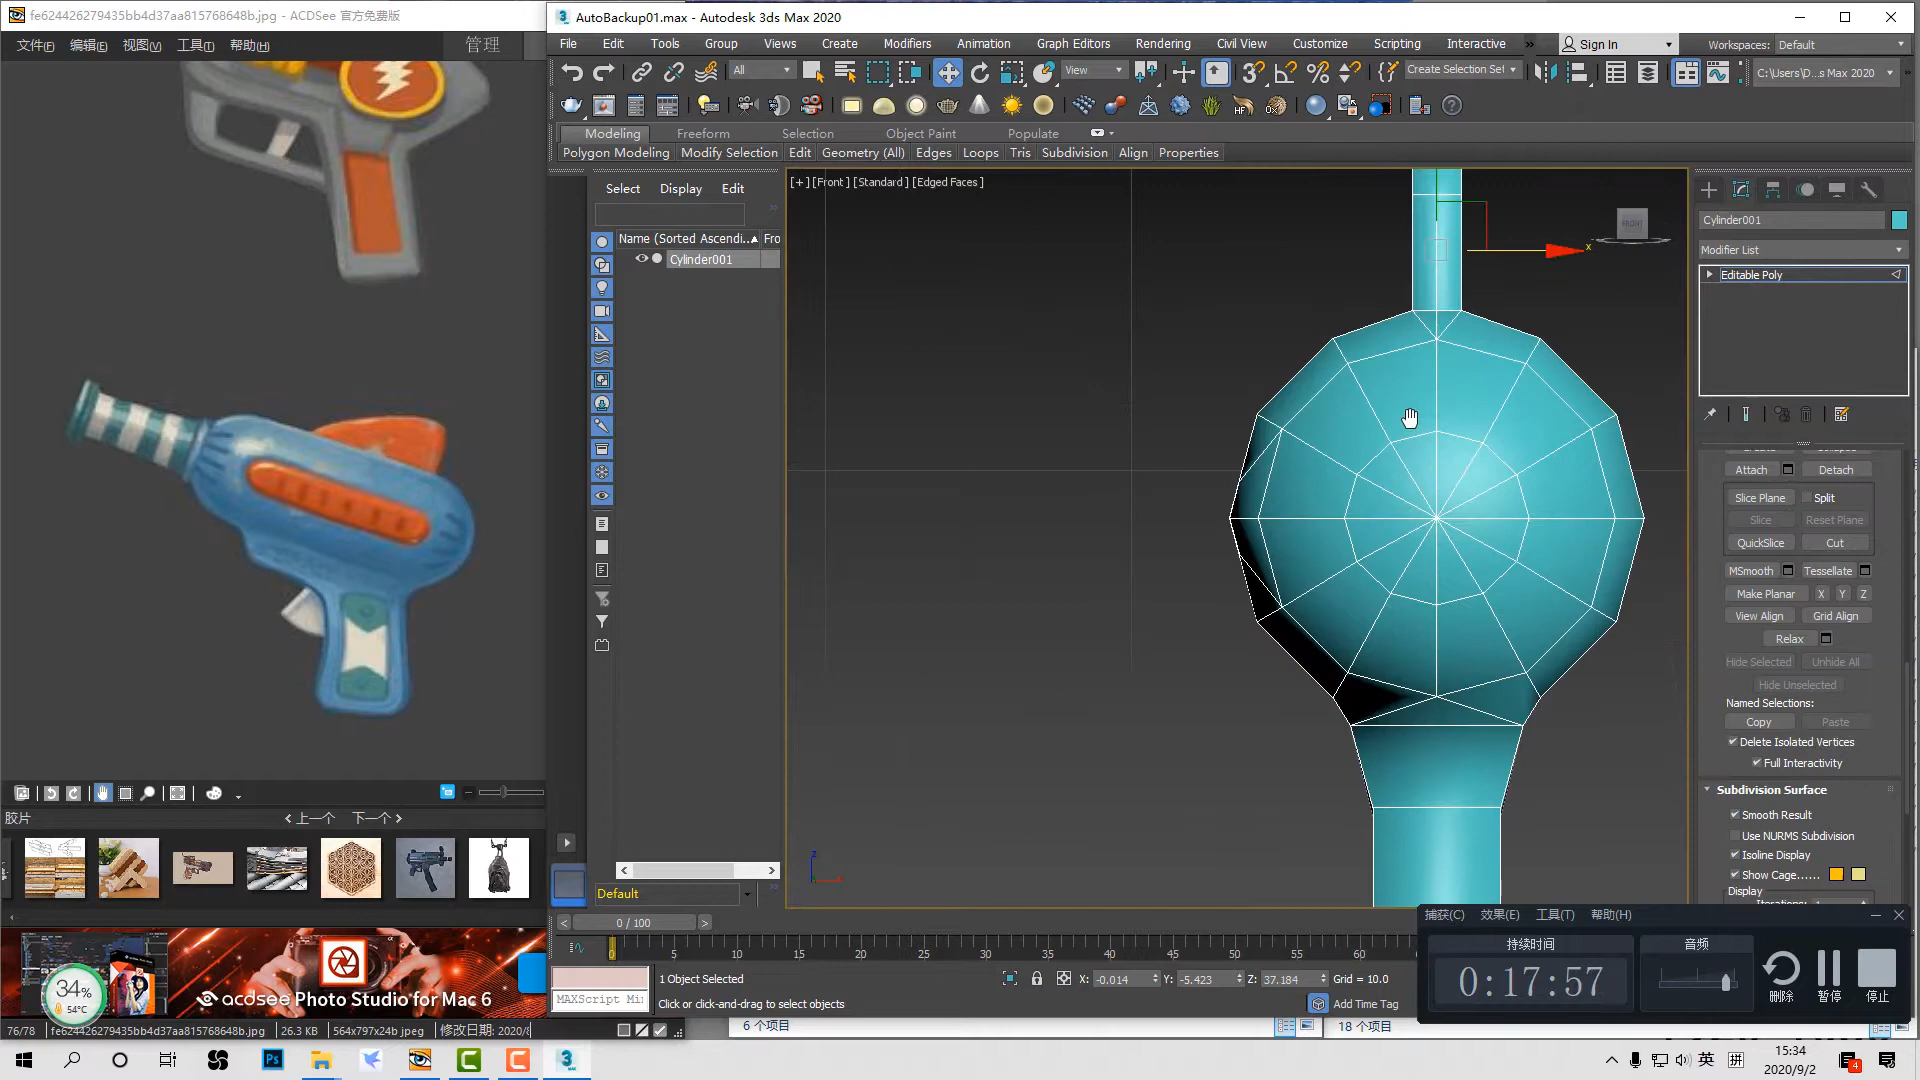 fe624426279435bb4d37aa815768648b.jpg - ACDSee 官方免费版
文件(F) 编辑(E) 视图(V) 工具(T) 帮助(H) 管理
AutoBackup01.max - Autodesk 3ds Max 2020
File Edit Tools Group Views Create Modifiers Animation Graph Editors Rendering Civil View Customize Scripting Interactive
Sign In
Workspaces: Default
All
View
Create Selection Set
C:\Users\D...s Max 2020
Modeling Freeform Selection Object Paint Populate
Polygon Modeling Modify Selection Edit Geometry (All) Edges Loops Tris Subdivision Align Properties
Select Display Edit
Name (Sorted Ascendi... Fro
Cylinder001
[+] [Front] [Standard] [Edged Faces]
FRONT
x
z
Cylinder001
Modifier List
Editable Poly
Attach Detach
Slice Plane Split
Slice Reset Plane
QuickSlice Cut
MSmooth Tessellate
Make Planar X Y Z
View Align Grid Align
Relax
Hide Selected Unhide All
Hide Unselected
Named Selections:
Copy Paste
Delete Isolated Vertices
Full Interactivity
Subdivision Surface
Smooth Result
Use NURMS Subdivision
Isoline Display
Show Cage......
Display
胶片 上一个 下一个
Default
0 / 100
0 5 10 15 20 25 30 35 40 45 50 55 60
1 Object Selected
X: -0.014 Y: -5.423 Z: 37.184 Grid = 10.0
MAXScript Mi
Click or click-and-drag to select objects
Add Time Tag
捕获(C) 效果(E) 工具(T) 帮助(H)
持续时间
0:17:57
音频
删除 暂停 停止
34%
54°C
acdsee Photo Studio for Mac 6
76/78 fe624426279435bb4d37aa815768648b.jpg 26.3 KB 564x797x24b jpeg 修改日期: 2020/8
6 个项目
18 个项目
Ps
3
英
拼
15:34
2020/9/2
4